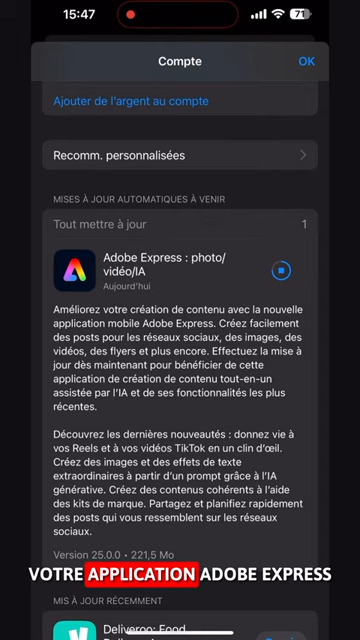 15:47
71
Compte
OK
Ajouter de l'argent au compte
Recomm. personnalisées
MISES À JOUR AUTOMATIQUES À VENIR
Tout mettre à jour
1
Adobe Express : photo/
vidéo/IA
Aujourd'hui
Améliorez votre création de contenu avec la nouvelle
application mobile Adobe Express. Créez facilement
des posts pour les réseaux sociaux, des images, des
vidéos, des flyers et plus encore. Effectuez la mise à
jour dès maintenant pour bénéficier de cette
application de création de contenu tout-en-un
assistée par l'IA et de ses fonctionnalités les plus
récentes.
Découvrez les dernières nouveautés : donnez vie à
vos Reels et à vos vidéos TikTok en un clin d'œil.
Créez des images et des effets de texte
extraordinaires à partir d'un prompt grâce à l'IA
générative. Créez des contenus cohérents à l'aide
des kits de marque. Partagez et planifiez rapidement
des posts qui vous ressemblent sur les réseaux
sociaux.
Version 25.0.0 • 221,5 Mo
VOTRE APPLICATION ADOBE EXPRESS
MIS À JOUR RÉCEMMENT
Deliveroo: Food